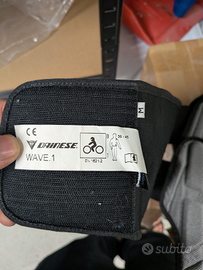 CE
DAINESE
WAVE.1
M
subito